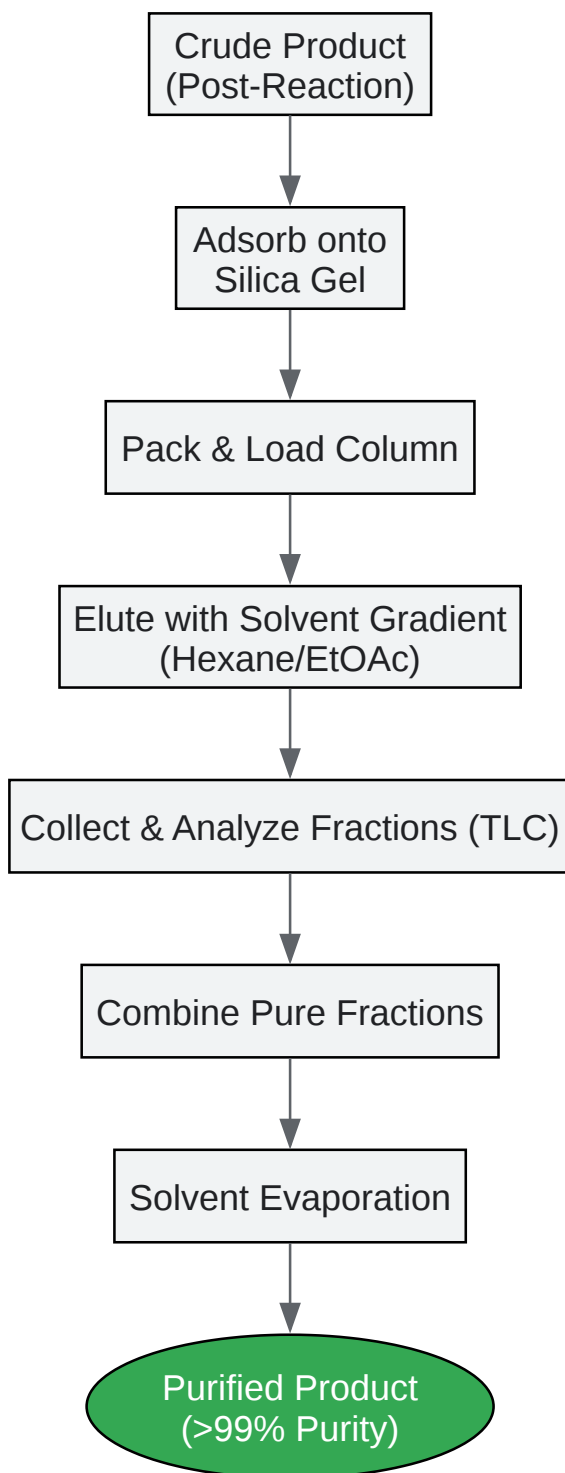 Crude Product
(Post-Reaction)
Adsorb onto
Silica Gel
Pack & Load Column
Elute with Solvent Gradient
(Hexane/EtOAc)
Collect & Analyze Fractions (TLC)
Combine Pure Fractions
Solvent Evaporation
Purified Product
(>99% Purity)